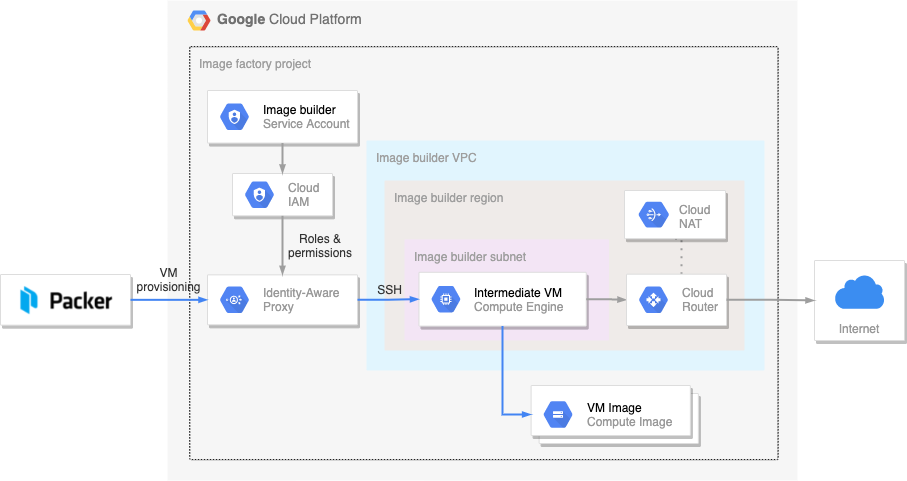 Google Cloud Platform
Image factory project
Image builder
Service Account
Image builder VPC
Cloud
IAM
Image builder region
Cloud
NAT
Roles &
permissions
Image builder subnet
VM
provisioning
Packer
Identity-Aware
Proxy
SSH
Intermediate VM
Compute Engine
Cloud
Router
Internet
VM Image
Compute Image